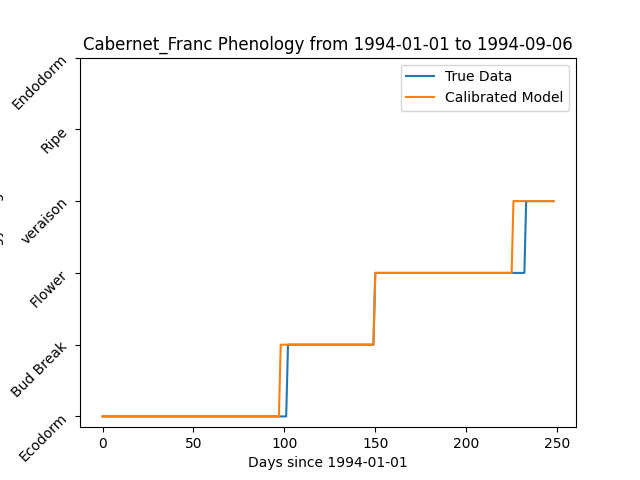 Cabernet_Franc Phenology from 1994-01-01 to 1994-09-06
True Data
Calibrated Model
Endodorm
Ripe
veraison
Flower
Bud Break
Ecodorm
0 50 100 150 200 250
Days since 1994-01-01